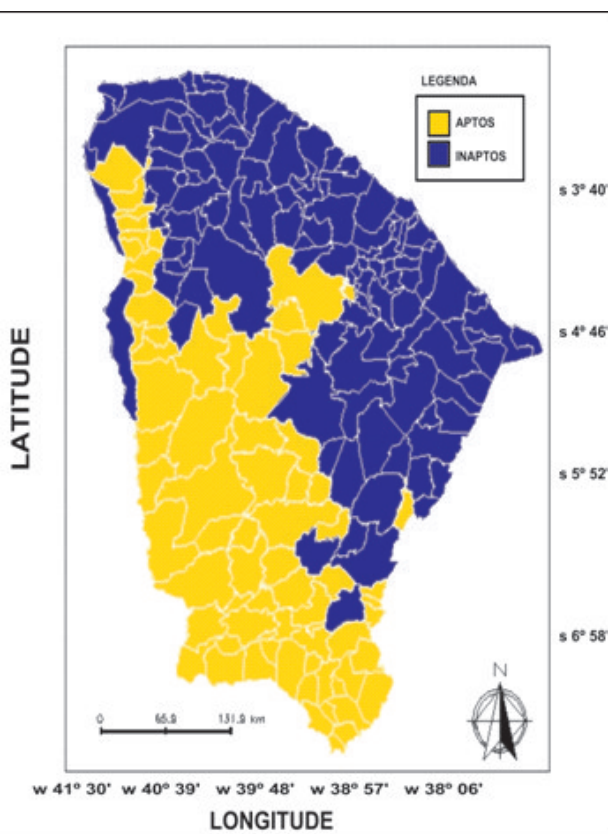 LEGENDA
APTOS
INAPTOS
s 3° 40'
s 4° 46'
s 5° 52'
s 6° 58'
LATITUDE
N
0 65.9 131.9 km
w 41° 30' w 40° 39' w 39° 48' w 38° 57' w 38° 06'
LONGITUDE